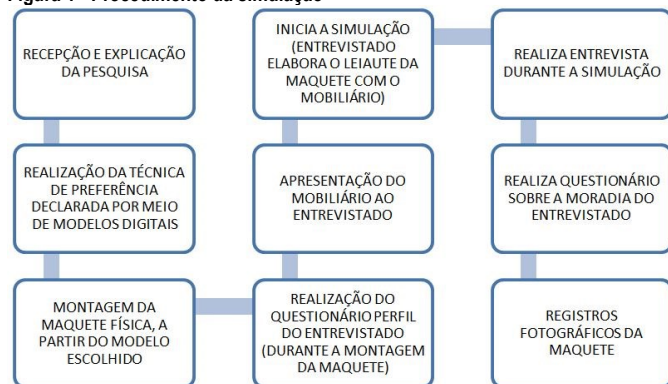 Figura 1 - Procedimento da simulação
RECEPÇÃO E EXPLICAÇÃO
DA PESQUISA
REALIZAÇÃO DA TÉCNICA
DE PREFERÊNCIA
DECLARADA POR MEIO
DE MODELOS DIGITAIS
MONTAGEM DA
MAQUETE FÍSICA, A
PARTIR DO MODELO
ESCOLHIDO
REALIZAÇÃO DO
QUESTIONÁRIO PERFIL
DO ENTREVISTADO
(DURANTE A MONTAGEM
DA MAQUETE)
APRESENTAÇÃO DO
MOBILIÁRIO AO
ENTREVISTADO
INICIA A SIMULAÇÃO
(ENTREVISTADO
ELABORA O LEIAUTE DA
MAQUETE COM O
MOBILIÁRIO)
REALIZA ENTREVISTA
DURANTE A SIMULAÇÃO
REALIZA QUESTIONÁRIO
SOBRE A MORADIA DO
ENTREVISTADO
REGISTROS
FOTOGRÁFICOS DA
MAQUETE